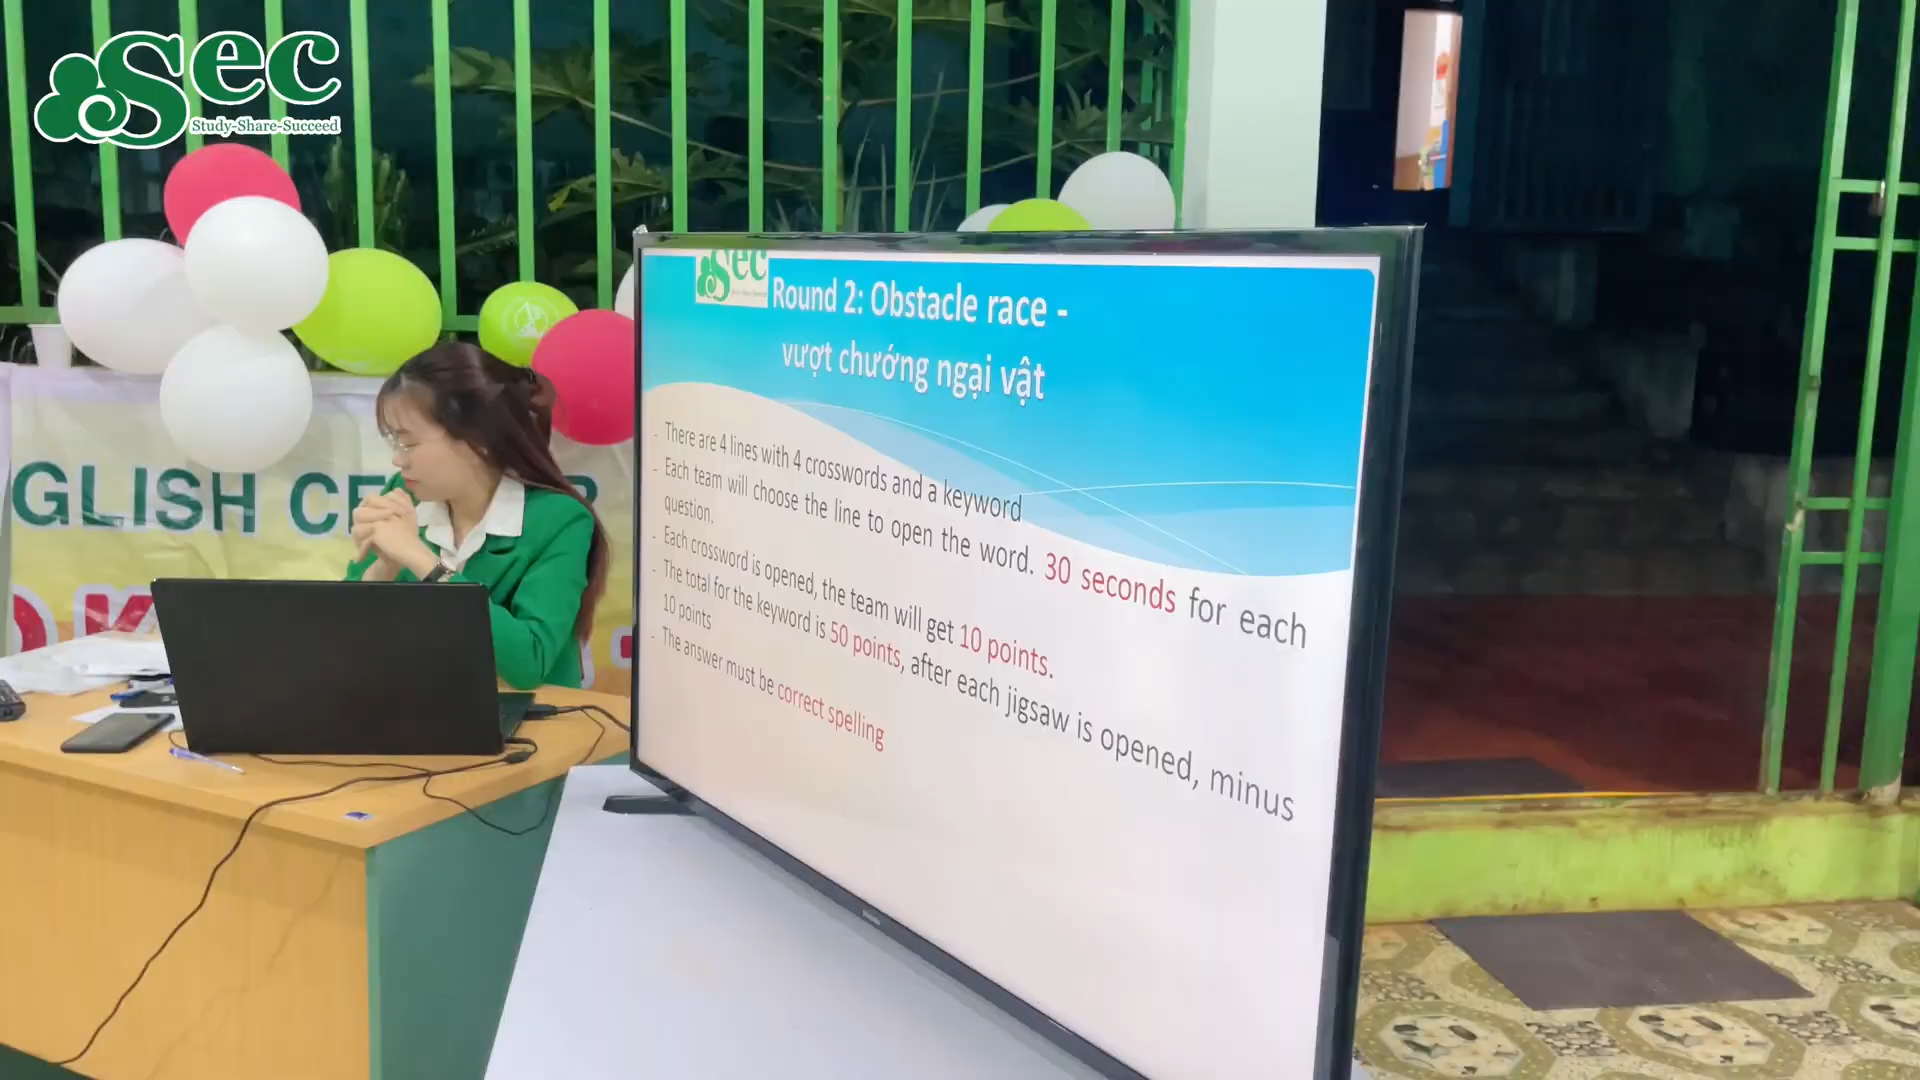 Sec
Study-Share-Succeed
Sec
Round 2: Obstacle race -
vượt chướng ngại vật
- There are 4 lines with 4 crosswords and a keyword
- Each team will choose the line to open the word. 30 seconds for each
question.
- Each crossword is opened, the team will get 10 points.
- The total for the keyword is 50 points, after each jigsaw is opened, minus
10 points
- The answer must be correct spelling
GLISH CE